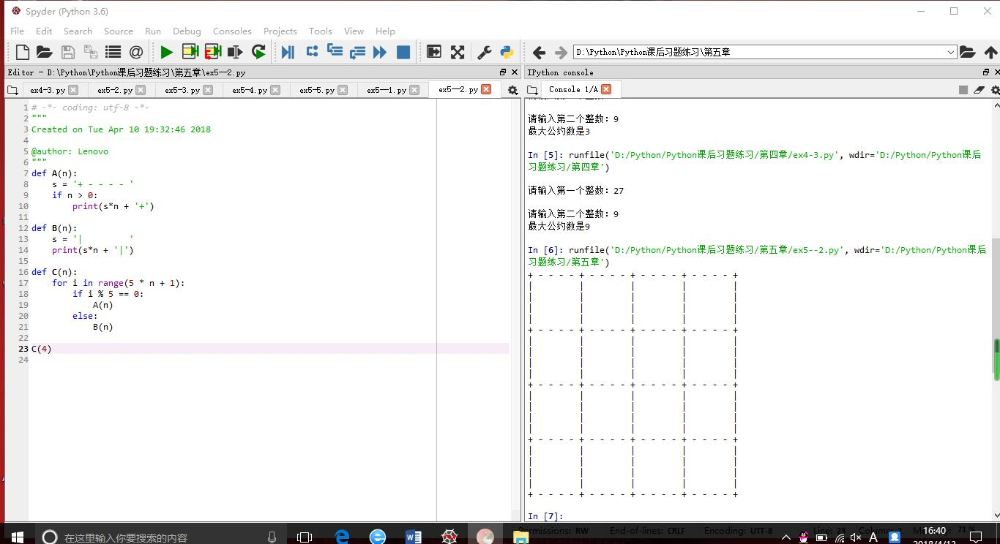 Spyder (Python 3.6)
File Edit Search Source Run Debug Consoles Projects Tools View Help
D:\Python\Python课后习题练习\第五章
Editor - D:\Python\Python课后习题练习\第五章\ex5--2.py
ex4-3.py ex5-2.py ex5-3.py ex5-4.py ex5-5.py ex5--1.py ex5--2.py
1 # -*- coding: utf-8 -*-
2 """
3 Created on Tue Apr 10 19:32:46 2018
4
5 @author: Lenovo
6 """
7 def A(n):
8     s = '+ - - - - '
9     if n > 0:
10         print(s*n + '+')
11
12 def B(n):
13     s = '|         '
14     print(s*n + '|')
15
16 def C(n):
17     for i in range(5 * n + 1):
18         if i % 5 == 0:
19             A(n)
20         else:
21             B(n)
22
23 C(4)
24
IPython console
Console 1/A
请输入第二个整数: 9
最大公约数是3
In [5]: runfile('D:/Python/Python课后习题练习/第四章/ex4-3.py', wdir='D:/Python/Python课后
习题练习/第四章')
请输入第一个整数: 27
请输入第二个整数: 9
最大公约数是9
In [6]: runfile('D:/Python/Python课后习题练习/第五章/ex5--2.py', wdir='D:/Python/Python课后
习题练习/第五章')
+ - - - - + - - - - + - - - - + - - - - +
|         |         |         |         |
|         |         |         |         |
|         |         |         |         |
|         |         |         |         |
+ - - - - + - - - - + - - - - + - - - - +
|         |         |         |         |
|         |         |         |         |
|         |         |         |         |
|         |         |         |         |
+ - - - - + - - - - + - - - - + - - - - +
|         |         |         |         |
|         |         |         |         |
|         |         |         |         |
|         |         |         |         |
+ - - - - + - - - - + - - - - + - - - - +
|         |         |         |         |
|         |         |         |         |
|         |         |         |         |
|         |         |         |         |
+ - - - - + - - - - + - - - - + - - - - +
In [7]:
Permissions: RW End-of-lines: CRLF Encoding: UTF-8 Line: 23 71%
在这里输入你要搜索的内容
A
16:40